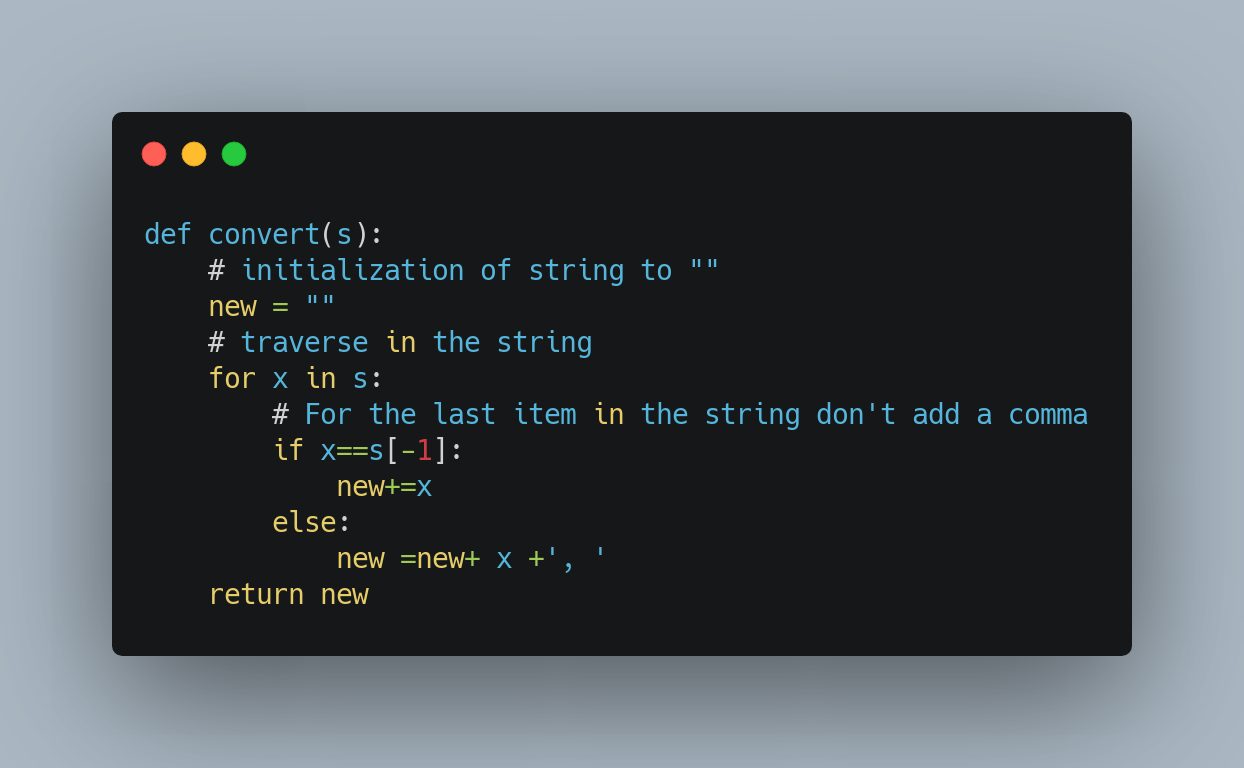 def convert(s):
    # initialization of string to ""
    new = ""
    # traverse in the string
    for x in s:
        # For the last item in the string don't add a comma
        if x==s[-1]:
            new+=x
        else:
            new =new+ x +', '
    return new